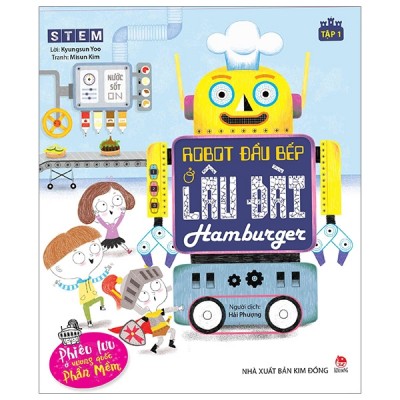 STEM
Lời: Kyungsun Yoo
Tranh: Misun Kim
TẬP 1
NƯỚC
SỐT
ON
ROBOT ĐẦU BẾP
Ở
LÂU ĐÀI
Hamburger
Người dịch:
Hải Phượng
Phiêu lưu
ở vương quốc
Phần Mềm
NHÀ XUẤT BẢN KIM ĐỒNG